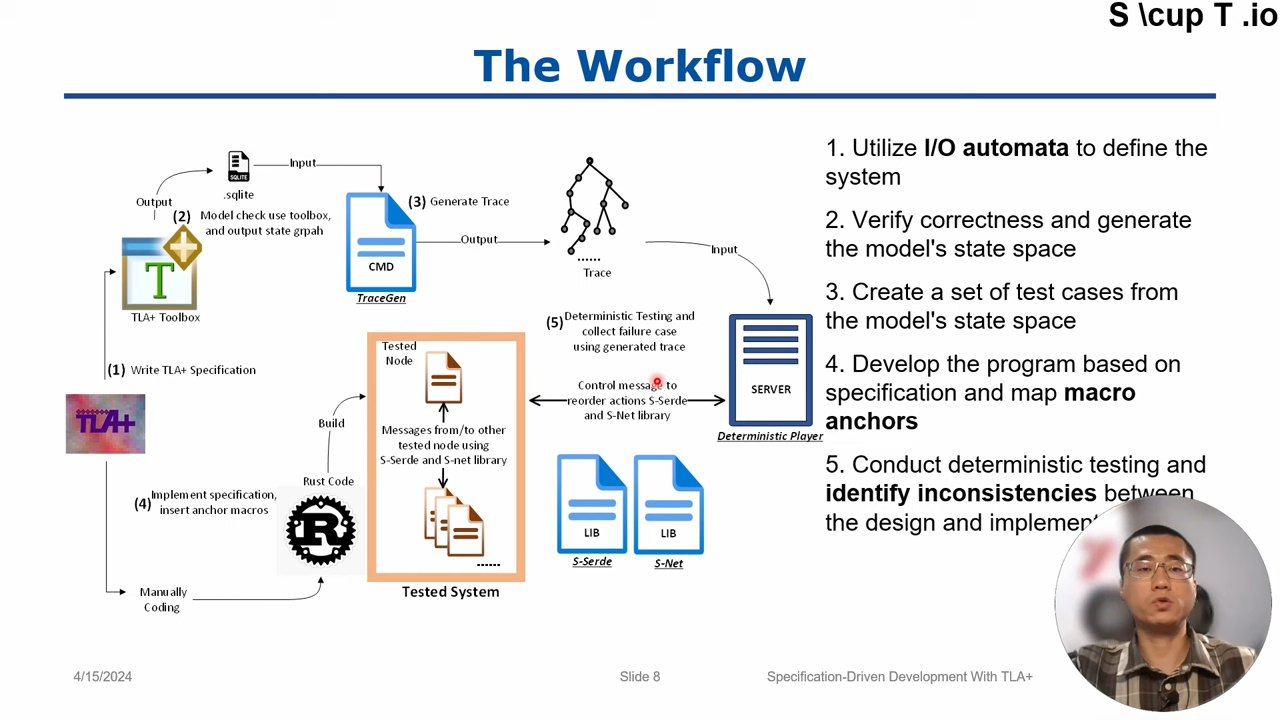 S \cup T .io
The Workflow
Input
SQLITE
.sqlite
Output
(2) Model check use toolbox,
and output state grpah
T
TLA+ Toolbox
(3) Generate Trace
CMD
TraceGen
Output
......
Trace
Input
(1) Write TLA+ Specification
TLA+
(4) Implement specification,
insert anchor macros
Manually
Coding
Build
Rust Code
R
Tested
Node
Messages from/to other
tested node using
S-Serde and S-net library
......
Tested System
(5) Deterministic Testing and
collect failure case
using generated trace
Control message to
reorder actions S-Serde
and S-Net library
SERVER
Deterministic Player
LIB
S-Serde
LIB
S-Net
1. Utilize I/O automata to define the
system
2. Verify correctness and generate
the model's state space
3. Create a set of test cases from
the model's state space
4. Develop the program based on
specification and map macro
anchors
5. Conduct deterministic testing and
identify inconsistencies between
the design and implement
4/15/2024
Slide 8
Specification-Driven Development With TLA+